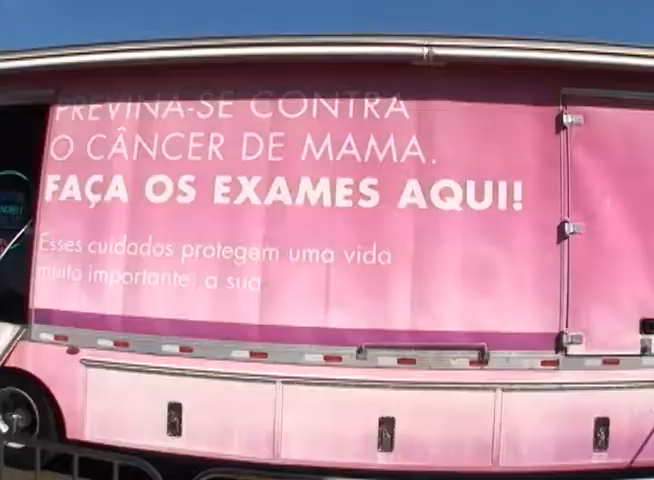 PREVINA-SE CONTRA
O CÂNCER DE MAMA.
FAÇA OS EXAMES AQUI!
Esses cuidados protegem uma vida
muito importante: a sua.